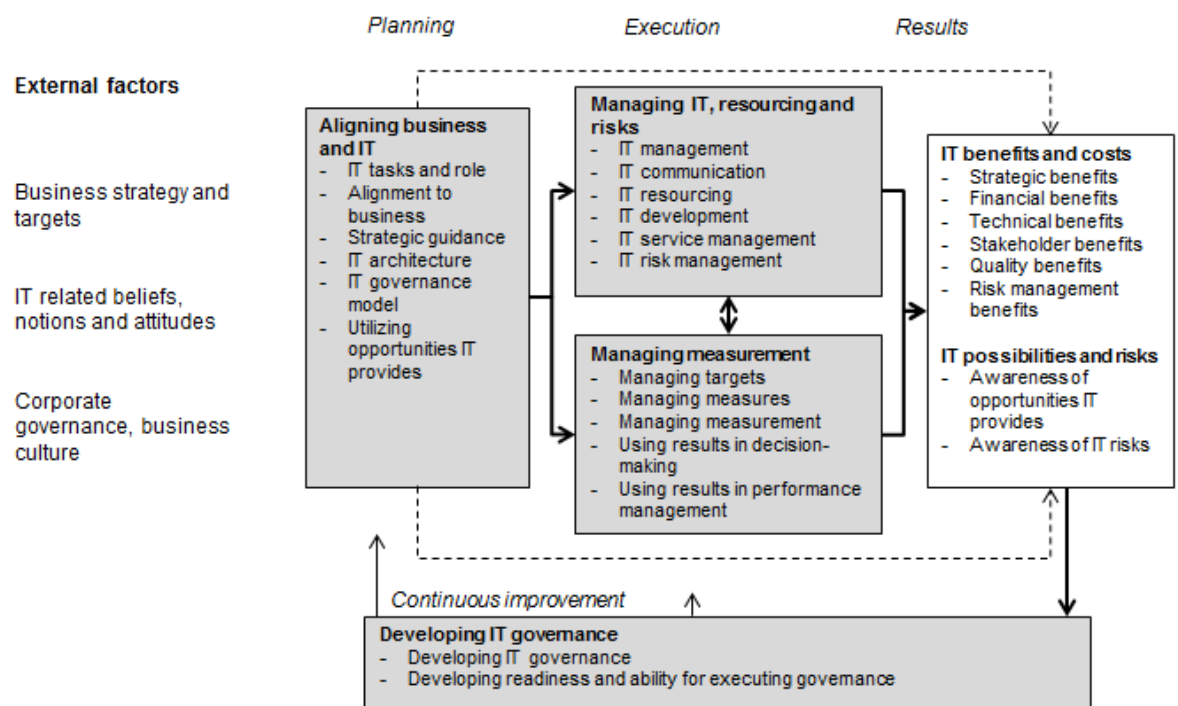 Planning Execution Results
External factors
Business strategy and
targets
IT related beliefs,
notions and attitudes
Corporate
governance, business
culture
Aligning business
and IT
- IT tasks and role
- Alignment to
business
- Strategic guidance
- IT architecture
- IT governance
model
- Utilizing
opportunities IT
provides
Managing IT, resourcing and
risks
- IT management
- IT communication
- IT resourcing
- IT development
- IT service management
- IT risk management
Managing measurement
- Managing targets
- Managing measures
- Managing measurement
- Using results in decision-
making
- Using results in performance
management
IT benefits and costs
- Strategic benefits
- Financial benefits
- Technical benefits
- Stakeholder benefits
- Quality benefits
- Risk management
benefits
IT possibilities and risks
- Awareness of
opportunities IT
provides
- Awareness of IT risks
Continuous improvement
Developing IT governance
- Developing IT governance
- Developing readiness and ability for executing governance